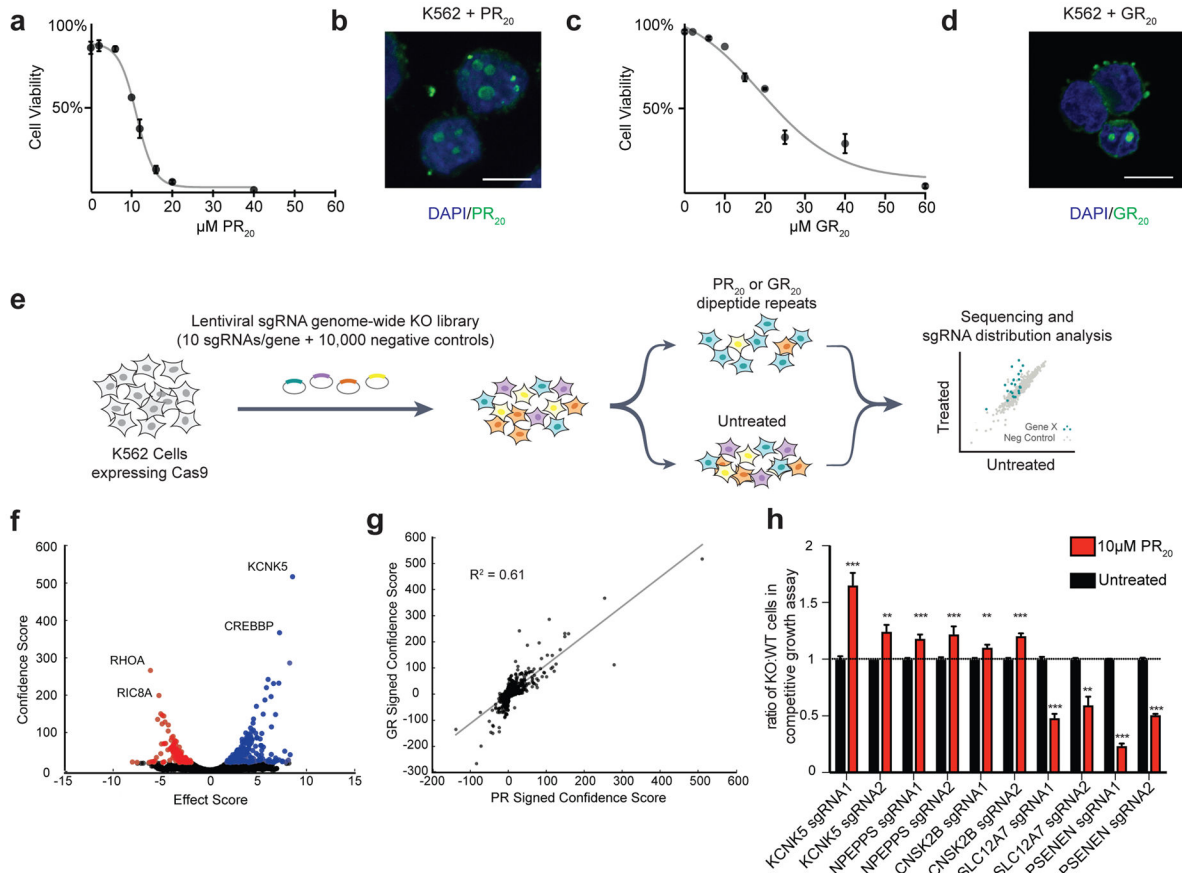 a
100%
50%
Cell Viability
0
10
20
30
40
50
60
µM PR20
b
K562 + PR20
DAPI/PR20
c
100%
50%
Cell Viability
0
10
20
30
40
50
60
µM GR20
d
K562 + GR20
DAPI/GR20
e
K562 Cells
expressing Cas9
Lentiviral sgRNA genome-wide KO library
(10 sgRNAs/gene + 10,000 negative controls)
PR20 or GR20
dipeptide repeats
Untreated
Sequencing and
sgRNA distribution analysis
Treated
Gene X
Neg Control
Untreated
f
600
500
400
300
200
100
0
Confidence Score
KCNK5
CREBBP
RHOA
RIC8A
-15
-10
-5
0
5
10
15
Effect Score
g
600
500
400
300
200
100
0
-100
-200
-300
GR Signed Confidence Score
R2 = 0.61
-200
-100
0
100
200
300
400
500
600
PR Signed Confidence Score
h
10µM PR20
Untreated
2
1.5
1
0.5
0
ratio of KO:WT cells in
competitive growth assay
***
**
***
***
**
***
***
**
***
***
KCNK5 sgRNA1
KCNK5 sgRNA2
NPEPPS sgRNA1
NPEPPS sgRNA2
CNSK2B sgRNA1
CNSK2B sgRNA2
SLC12A7 sgRNA1
SLC12A7 sgRNA2
PSENEN sgRNA1
PSENEN sgRNA2